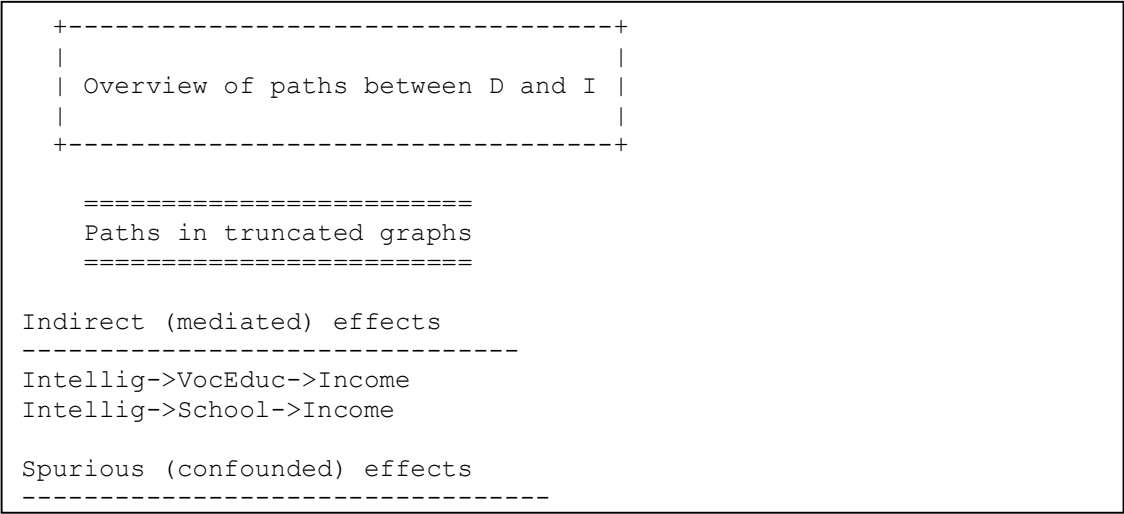 +-----------------------------------+
|                                   |
| Overview of paths between D and I |
|                                   |
+-----------------------------------+
=========================
Paths in truncated graphs
=========================
Indirect (mediated) effects
--------------------------------
Intellig->VocEduc->Income
Intellig->School->Income
Spurious (confounded) effects
----------------------------------